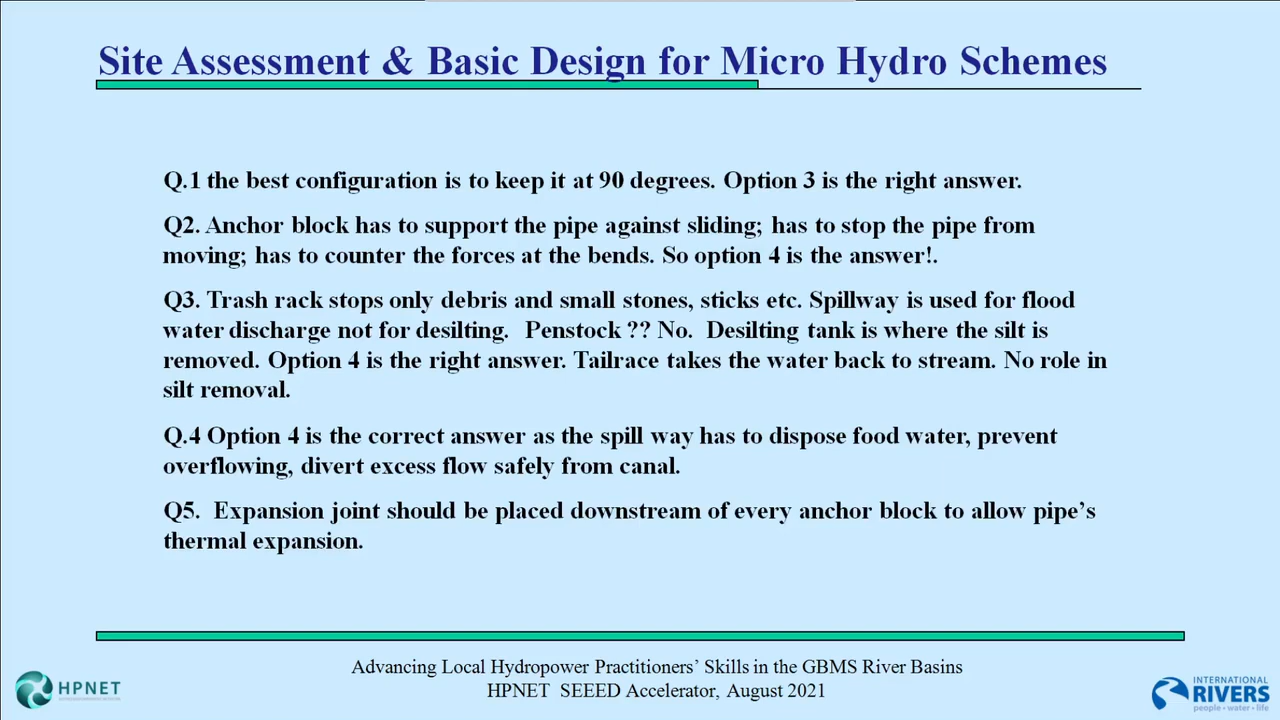 Site Assessment & Basic Design for Micro Hydro Schemes
Q.1 the best configuration is to keep it at 90 degrees. Option 3 is the right answer.
Q2. Anchor block has to support the pipe against sliding; has to stop the pipe from
moving; has to counter the forces at the bends. So option 4 is the answer!.
Q3. Trash rack stops only debris and small stones, sticks etc. Spillway is used for flood
water discharge not for desilting. Penstock ?? No. Desilting tank is where the silt is
removed. Option 4 is the right answer. Tailrace takes the water back to stream. No role in
silt removal.
Q.4 Option 4 is the correct answer as the spill way has to dispose food water, prevent
overflowing, divert excess flow safely from canal.
Q5. Expansion joint should be placed downstream of every anchor block to allow pipe's
thermal expansion.
Advancing Local Hydropower Practitioners' Skills in the GBMS River Basins
HPNET SEEED Accelerator, August 2021
HPNET
INTERNATIONAL
RIVERS
people • water • life